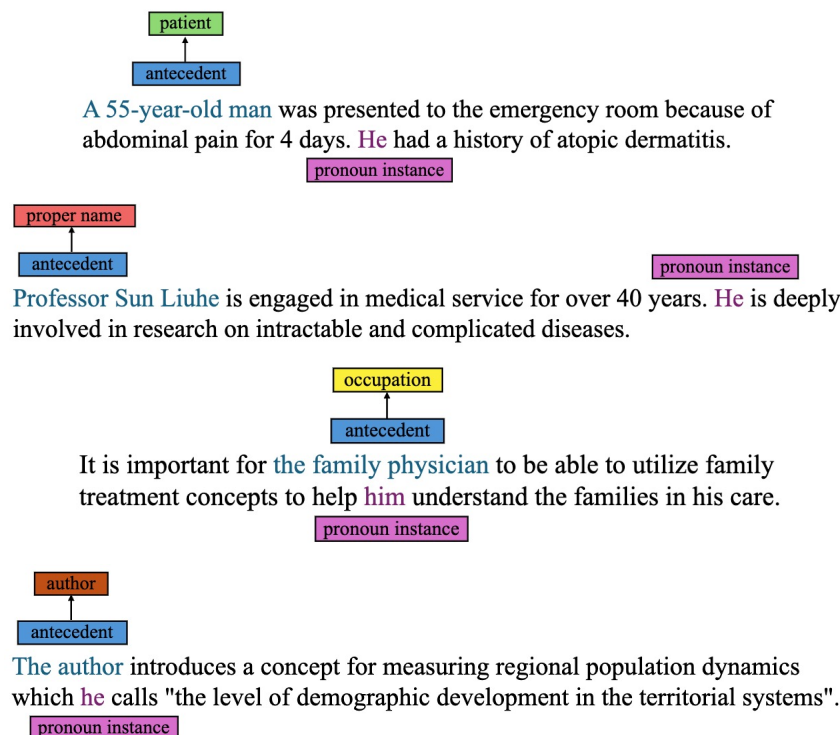 patient
antecedent
A 55-year-old man was presented to the emergency room because of
abdominal pain for 4 days. He had a history of atopic dermatitis.
pronoun instance
proper name
antecedent
pronoun instance
Professor Sun Liuhe is engaged in medical service for over 40 years. He is deeply
involved in research on intractable and complicated diseases.
occupation
antecedent
It is important for the family physician to be able to utilize family
treatment concepts to help him understand the families in his care.
pronoun instance
author
antecedent
The author introduces a concept for measuring regional population dynamics
which he calls "the level of demographic development in the territorial systems".
pronoun instance